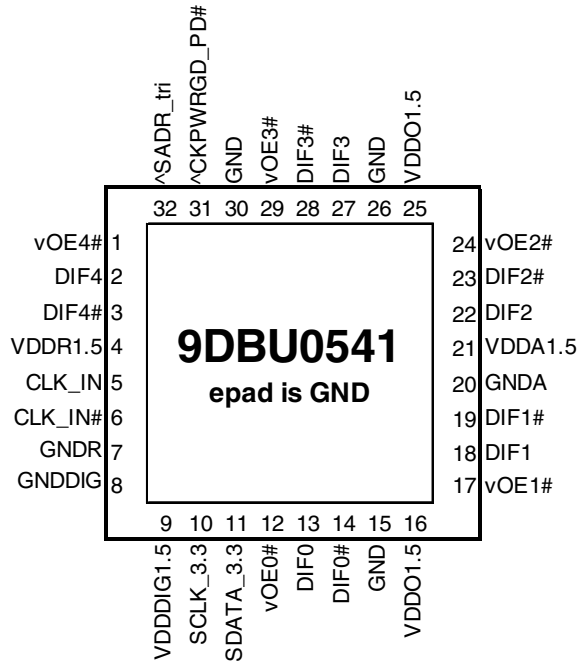 ^SADR_tri
^CKPWRGD_PD#
GND
vOE3#
DIF3#
DIF3
GND
VDDO1.5
32 31 30 29 28 27 26 25
vOE4# 1
DIF4 2
DIF4# 3
VDDR1.5 4
CLK_IN 5
CLK_IN# 6
GNDR 7
GNDDIG 8
9DBU0541
epad is GND
24 vOE2#
23 DIF2#
22 DIF2
21 VDDA1.5
20 GNDA
19 DIF1#
18 DIF1
17 vOE1#
9 10 11 12 13 14 15 16
VDDDIG1.5
SCLK_3.3
SDATA_3.3
vOE0#
DIF0
DIF0#
GND
VDDO1.5